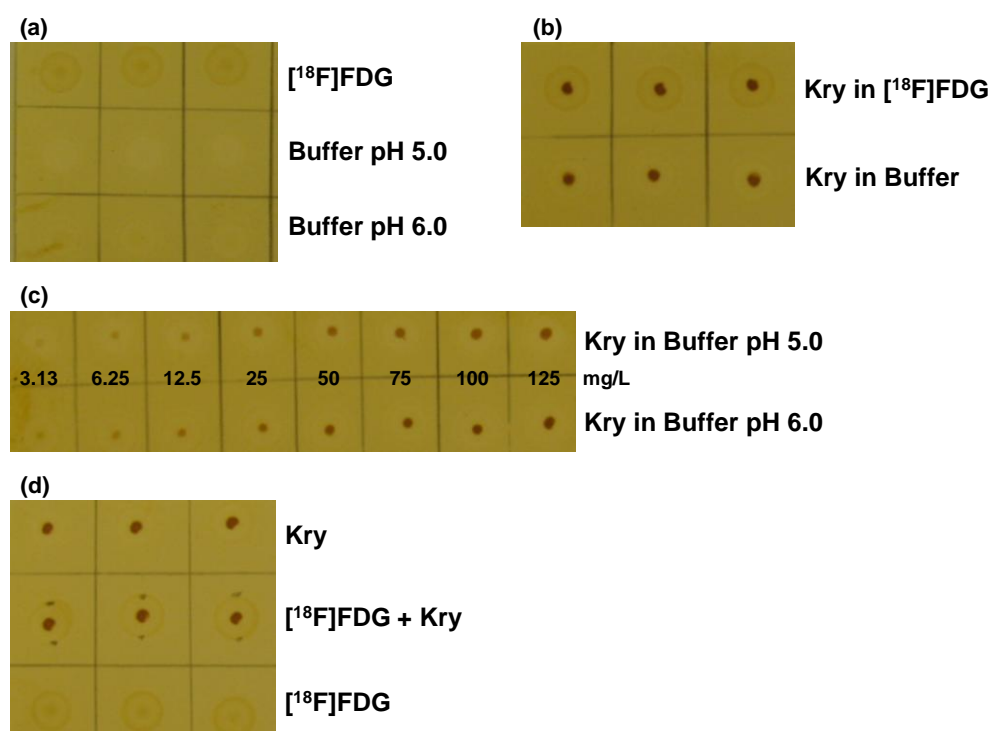 (a)
[¹⁸F]FDG
Buffer pH 5.0
Buffer pH 6.0
(b)
Kry in [¹⁸F]FDG
Kry in Buffer
(c)
Kry in Buffer pH 5.0
3.13 6.25 12.5 25 50 75 100 125 mg/L
Kry in Buffer pH 6.0
(d)
Kry
[¹⁸F]FDG + Kry
[¹⁸F]FDG